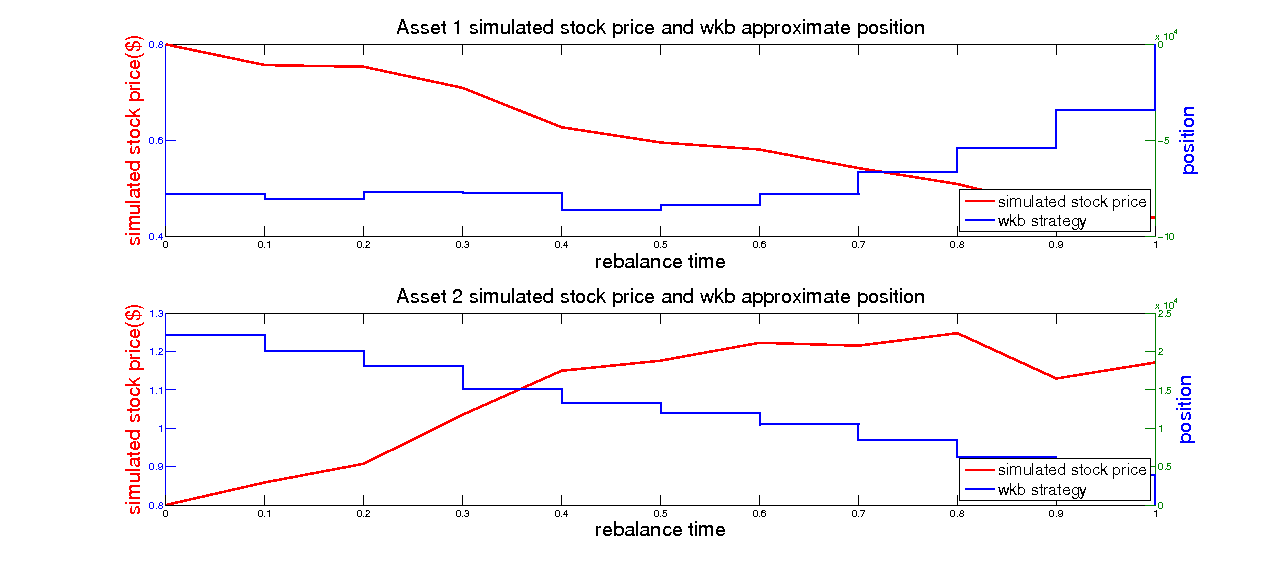 Asset 1 simulated stock price and wkb approximate position
x 10^4
simulated stock price($)
0.8
0.6
0.4
0
-5
-10
position
simulated stock price
wkb strategy
0 0.1 0.2 0.3 0.4 0.5 0.6 0.7 0.8 0.9 1
rebalance time
Asset 2 simulated stock price and wkb approximate position
x 10^4
simulated stock price($)
1.3
1.2
1.1
1
0.9
0.8
2.5
2
1.5
1
0.5
0
position
simulated stock price
wkb strategy
0 0.1 0.2 0.3 0.4 0.5 0.6 0.7 0.8 0.9 1
rebalance time